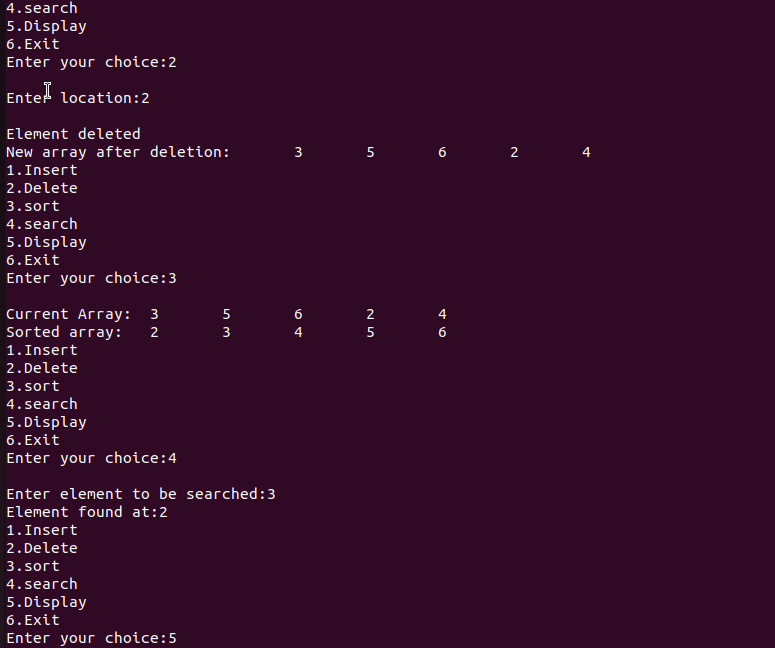 4.search
5.Display
6.Exit
Enter your choice:2
Enter location:2
Element deleted
New array after deletion: 3 5 6 2 4
1.Insert
2.Delete
3.sort
4.search
5.Display
6.Exit
Enter your choice:3
Current Array: 3 5 6 2 4
Sorted array: 2 3 4 5 6
1.Insert
2.Delete
3.sort
4.search
5.Display
6.Exit
Enter your choice:4
Enter element to be searched:3
Element found at:2
1.Insert
2.Delete
3.sort
4.search
5.Display
6.Exit
Enter your choice:5